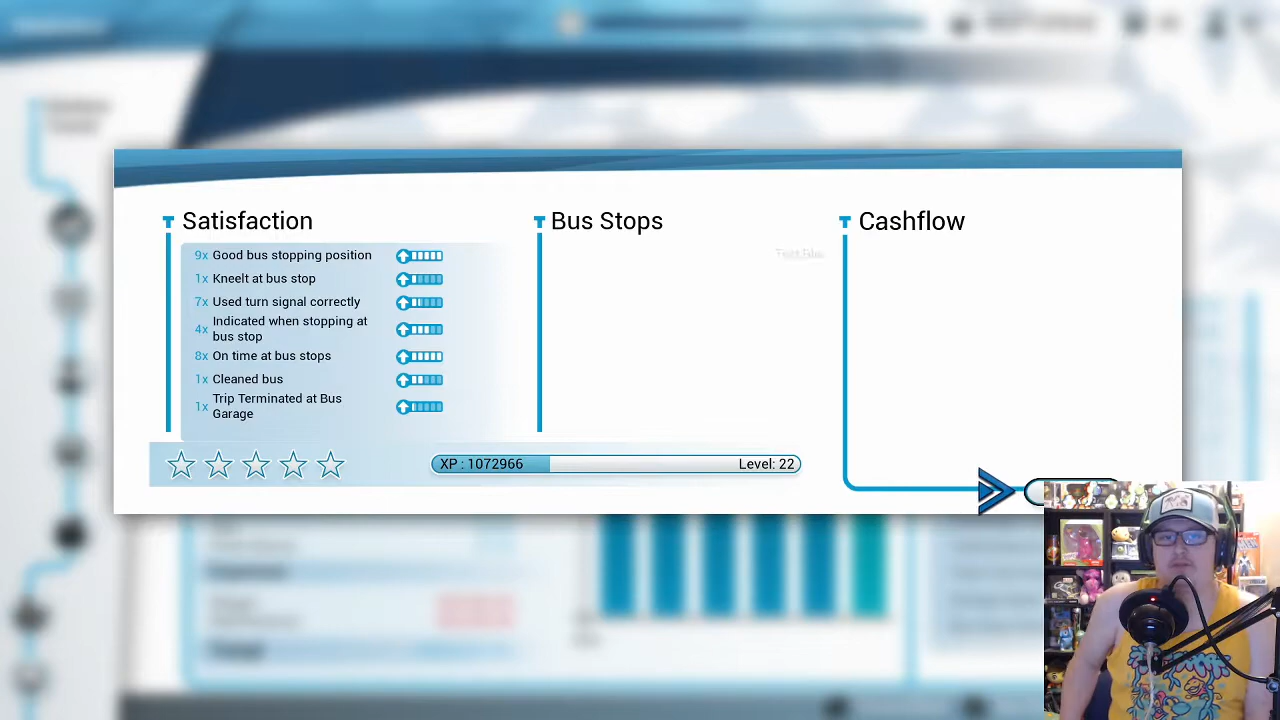 Satisfaction
9x Good bus stopping position
1x Kneelt at bus stop
7x Used turn signal correctly
4x Indicated when stopping at
bus stop
8x On time at bus stops
1x Cleaned bus
1x Trip Terminated at Bus
Garage
Bus Stops
Cashflow
XP : 1072966
Level: 22